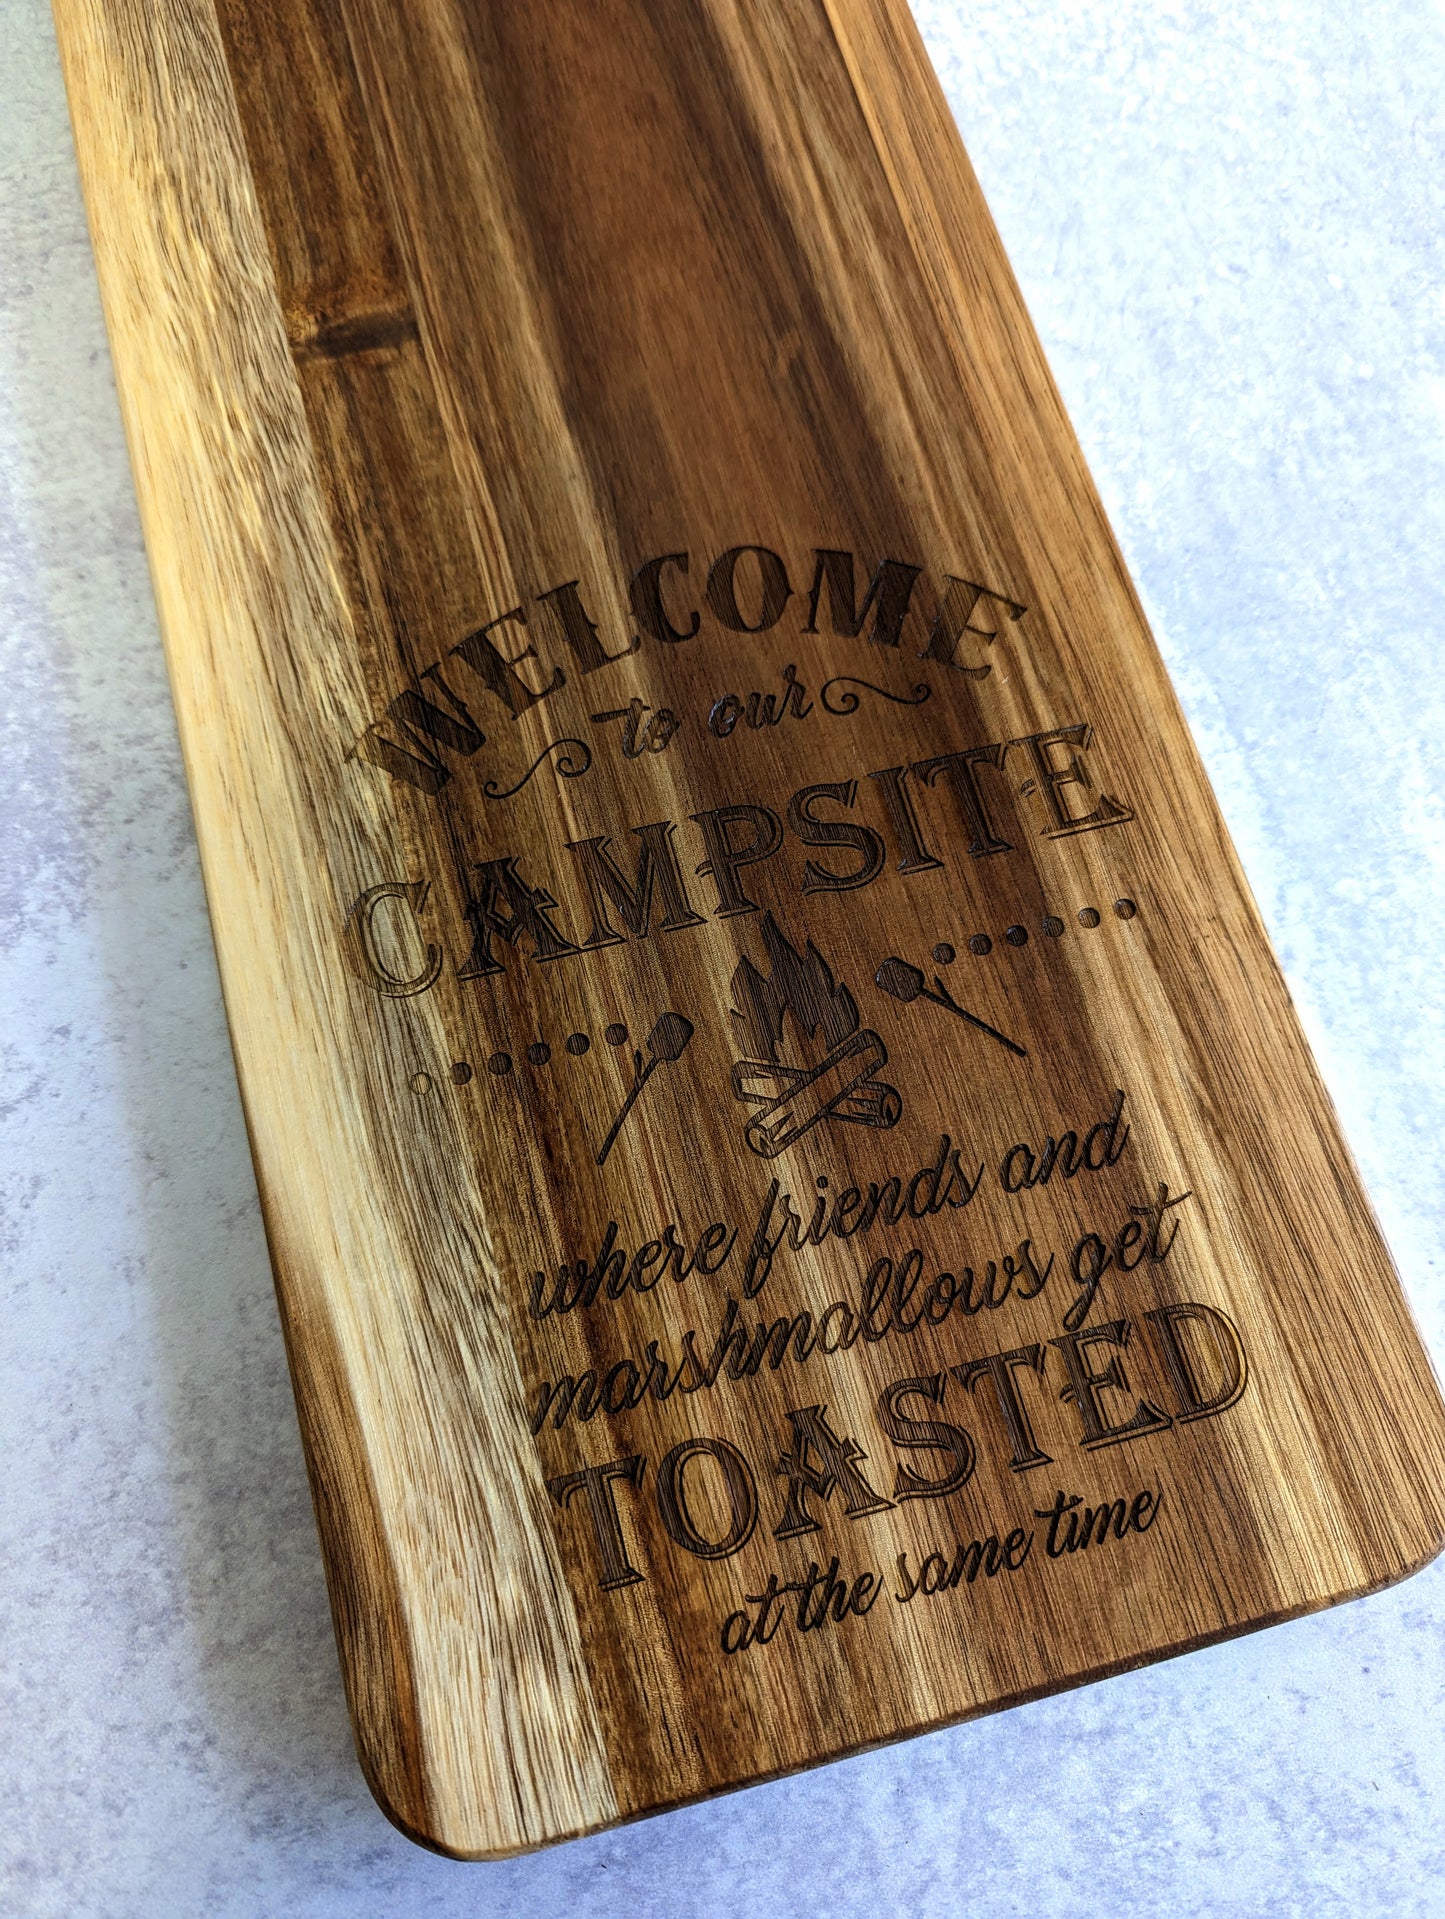 WELCOME
to our
CAMPSITE
where friends and
marshmallows get
TOASTED
at the same time